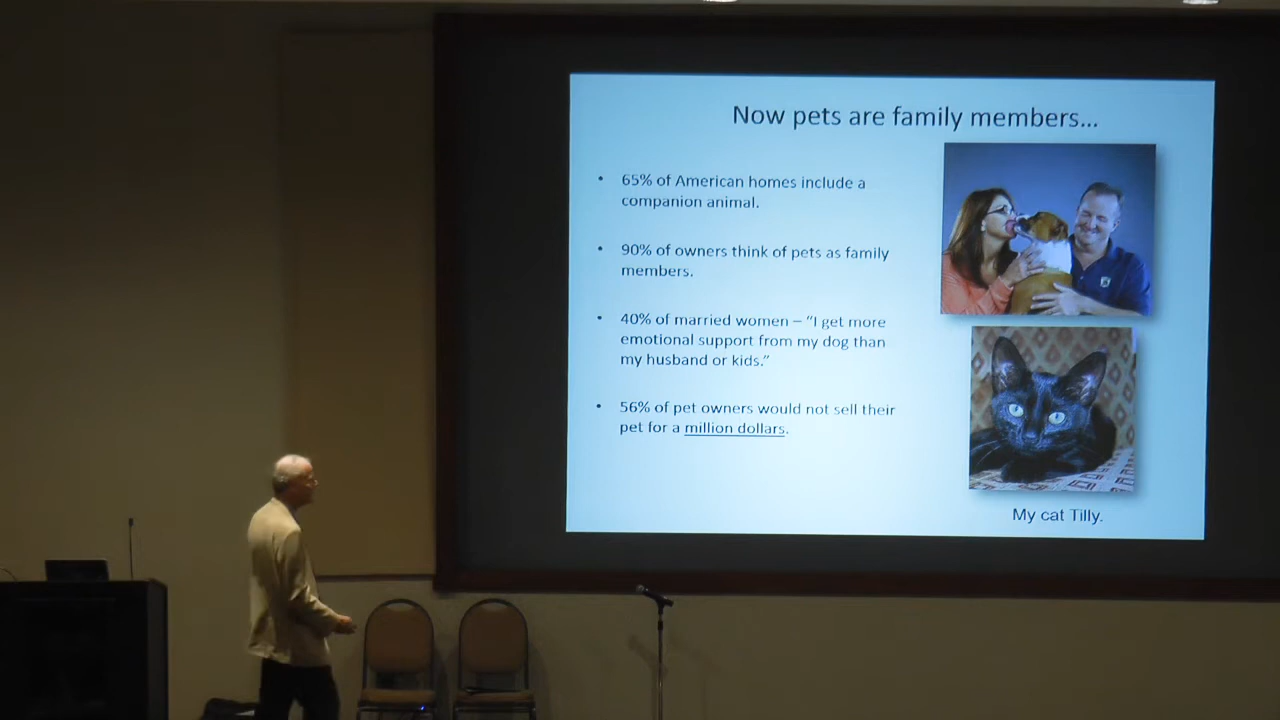 Now pets are family members...
• 65% of American homes include a
companion animal.
• 90% of owners think of pets as family
members.
• 40% of married women – “I get more
emotional support from my dog than
my husband or kids.”
• 56% of pet owners would not sell their
pet for a million dollars.
My cat Tilly.